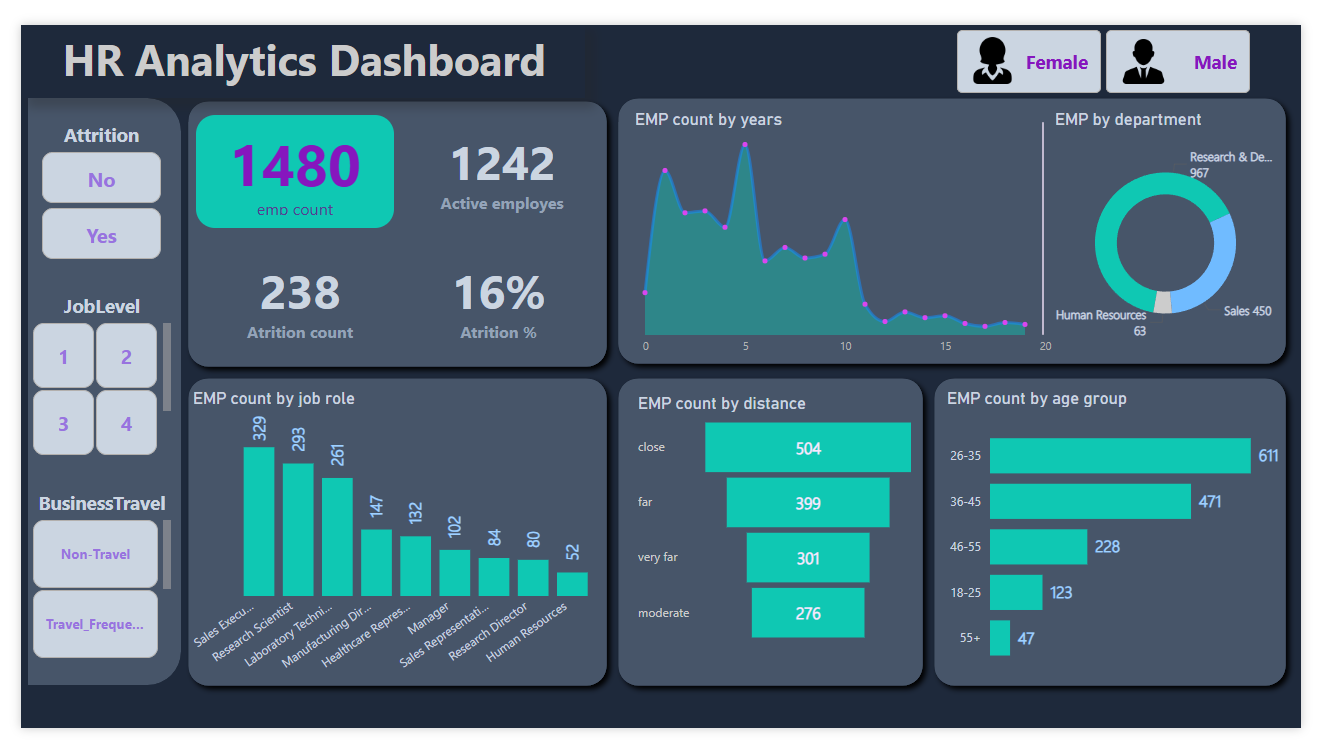 HR Analytics Dashboard
Female
Male
Attrition
No
Yes
JobLevel
1
2
3
4
BusinessTravel
Non-Travel
Travel_Freque...
1480
emp count
1242
Active employes
238
Atrition count
16%
Atrition %
EMP count by years
0
5
10
15
20
EMP by department
Research & De...
967
Sales 450
Human Resources
63
EMP count by job role
329
293
261
147
132
102
84
80
52
Sales Execu...
Research Scientist
Laboratory Techni...
Manufacturing Dir...
Healthcare Repres...
Manager
Sales Representati...
Research Director
Human Resources
EMP count by distance
close
504
far
399
very far
301
moderate
276
EMP count by age group
26-35
611
36-45
471
46-55
228
18-25
123
55+
47